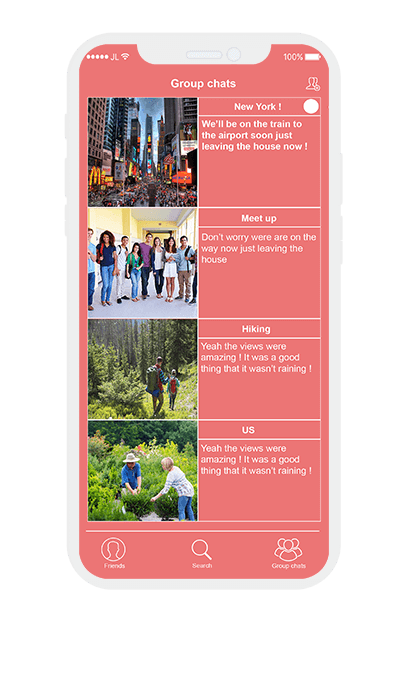 JL 100%
Group chats
New York !
We'll be on the train to
the airport soon just
leaving the house now !
Meet up
Don't worry were are on the
way now just leaving the
house
Hiking
Yeah the views were
amazing ! It was a good
thing that it wasn't raining !
US
Yeah the views were
amazing ! It was a good
thing that it wasn't raining !
Friends Search Group chats